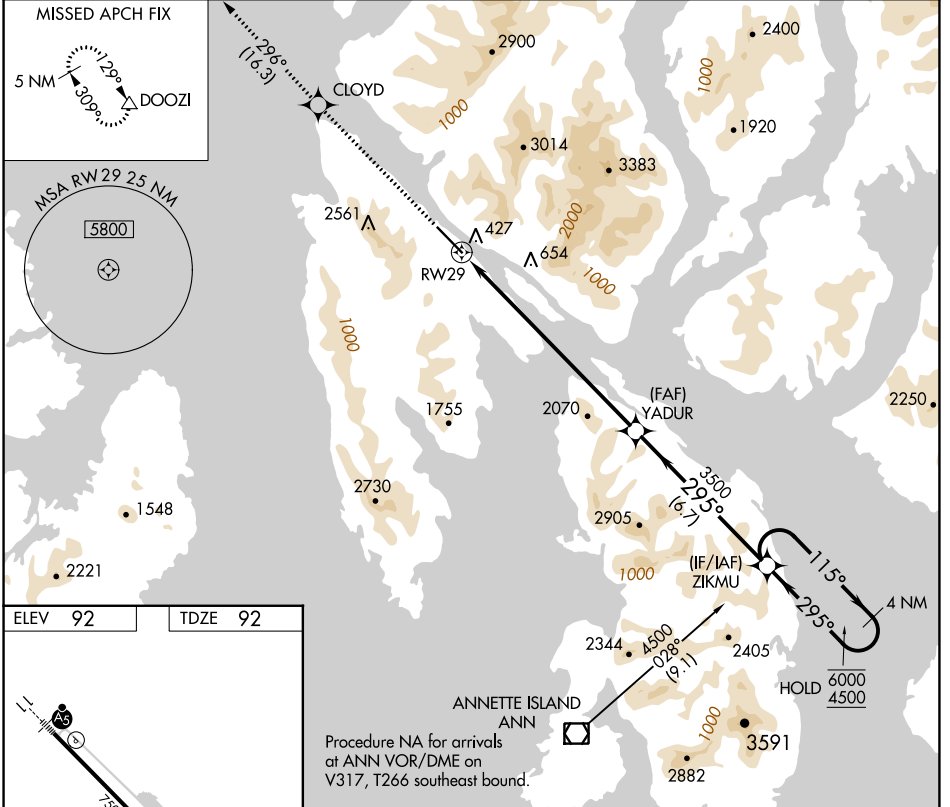 MISSED APCH FIX
5 NM
129°
309°
DOOZI
MSA RW29 25 NM
5800
296°
(16.3)
CLOYD
2900
1000
2400
1000
1920
3014
3383
2000
1000
2561
427
654
RW29
1000
1755
2730
1548
2221
2070
(FAF)
YADUR
2250
3500
295°
(6.7)
2905
1000
(IF/IAF)
ZIKMU
115°
295°
4 NM
HOLD
6000
4500
2344
4500
028°
(9.1)
2405
ANNETTE ISLAND
ANN
1000
3591
2882
Procedure NA for arrivals
at ANN VOR/DME on
V317, T266 southeast bound.
ELEV 92
TDZE 92
A5
P